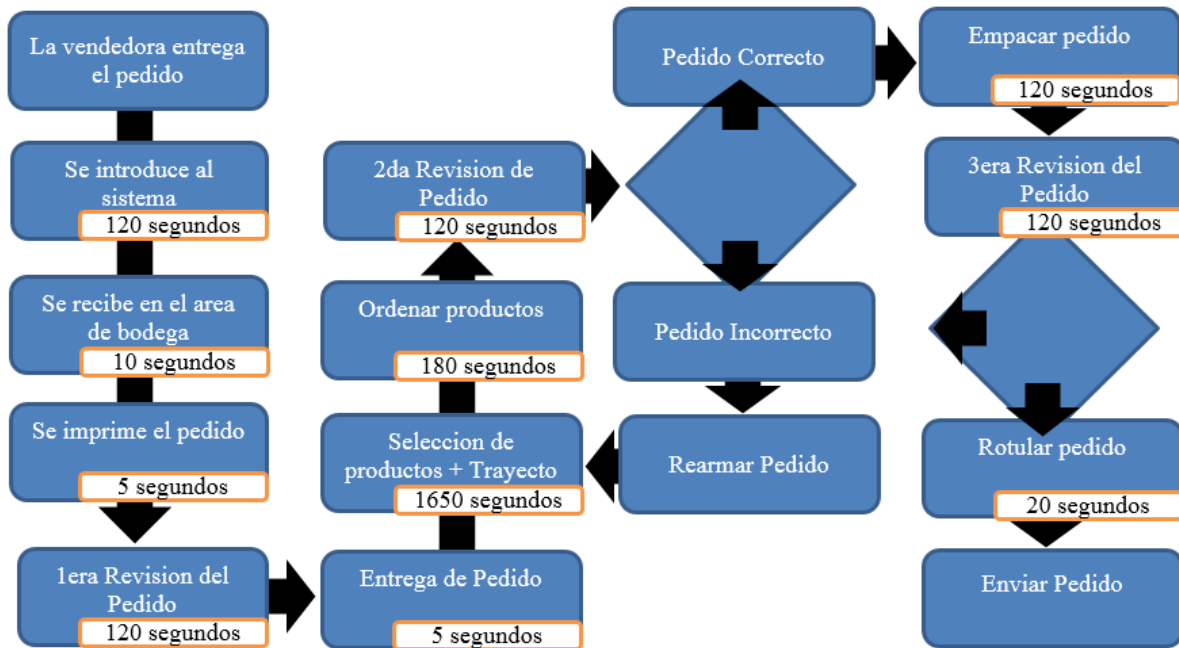 La vendedora entrega
el pedido
Se introduce al
sistema
120 segundos
Se recibe en el area
de bodega
10 segundos
Se imprime el pedido
5 segundos
1era Revision del
Pedido
120 segundos
Entrega de Pedido
5 segundos
Seleccion de
productos + Trayecto
1650 segundos
Ordenar productos
180 segundos
2da Revision de
Pedido
120 segundos
Pedido Correcto
Pedido Incorrecto
Rearmar Pedido
Empacar pedido
120 segundos
3era Revision del
Pedido
120 segundos
Rotular pedido
20 segundos
Enviar Pedido